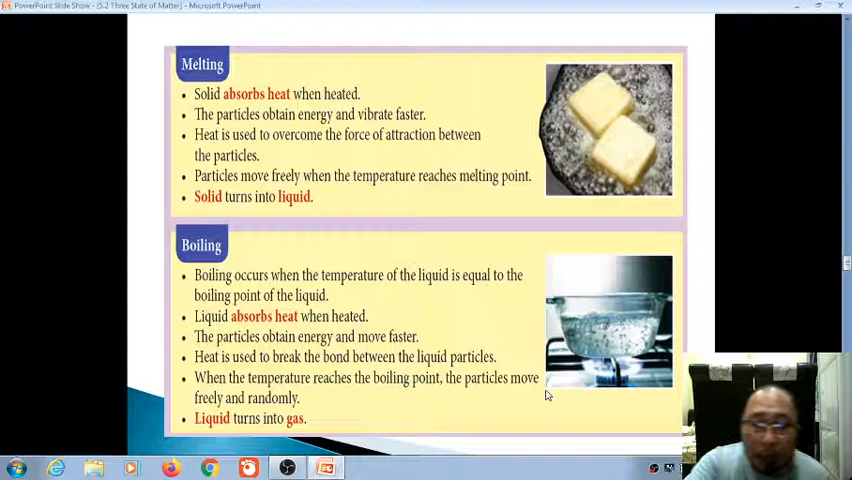 PowerPoint Slide Show - [5.2 Three State of Matter] - Microsoft PowerPoint
Melting
• Solid absorbs heat when heated.
• The particles obtain energy and vibrate faster.
• Heat is used to overcome the force of attraction between
the particles.
• Particles move freely when the temperature reaches melting point.
• Solid turns into liquid.
Boiling
• Boiling occurs when the temperature of the liquid is equal to the
boiling point of the liquid.
• Liquid absorbs heat when heated.
• The particles obtain energy and move faster.
• Heat is used to break the bond between the liquid particles.
• When the temperature reaches the boiling point, the particles move
freely and randomly.
• Liquid turns into gas.